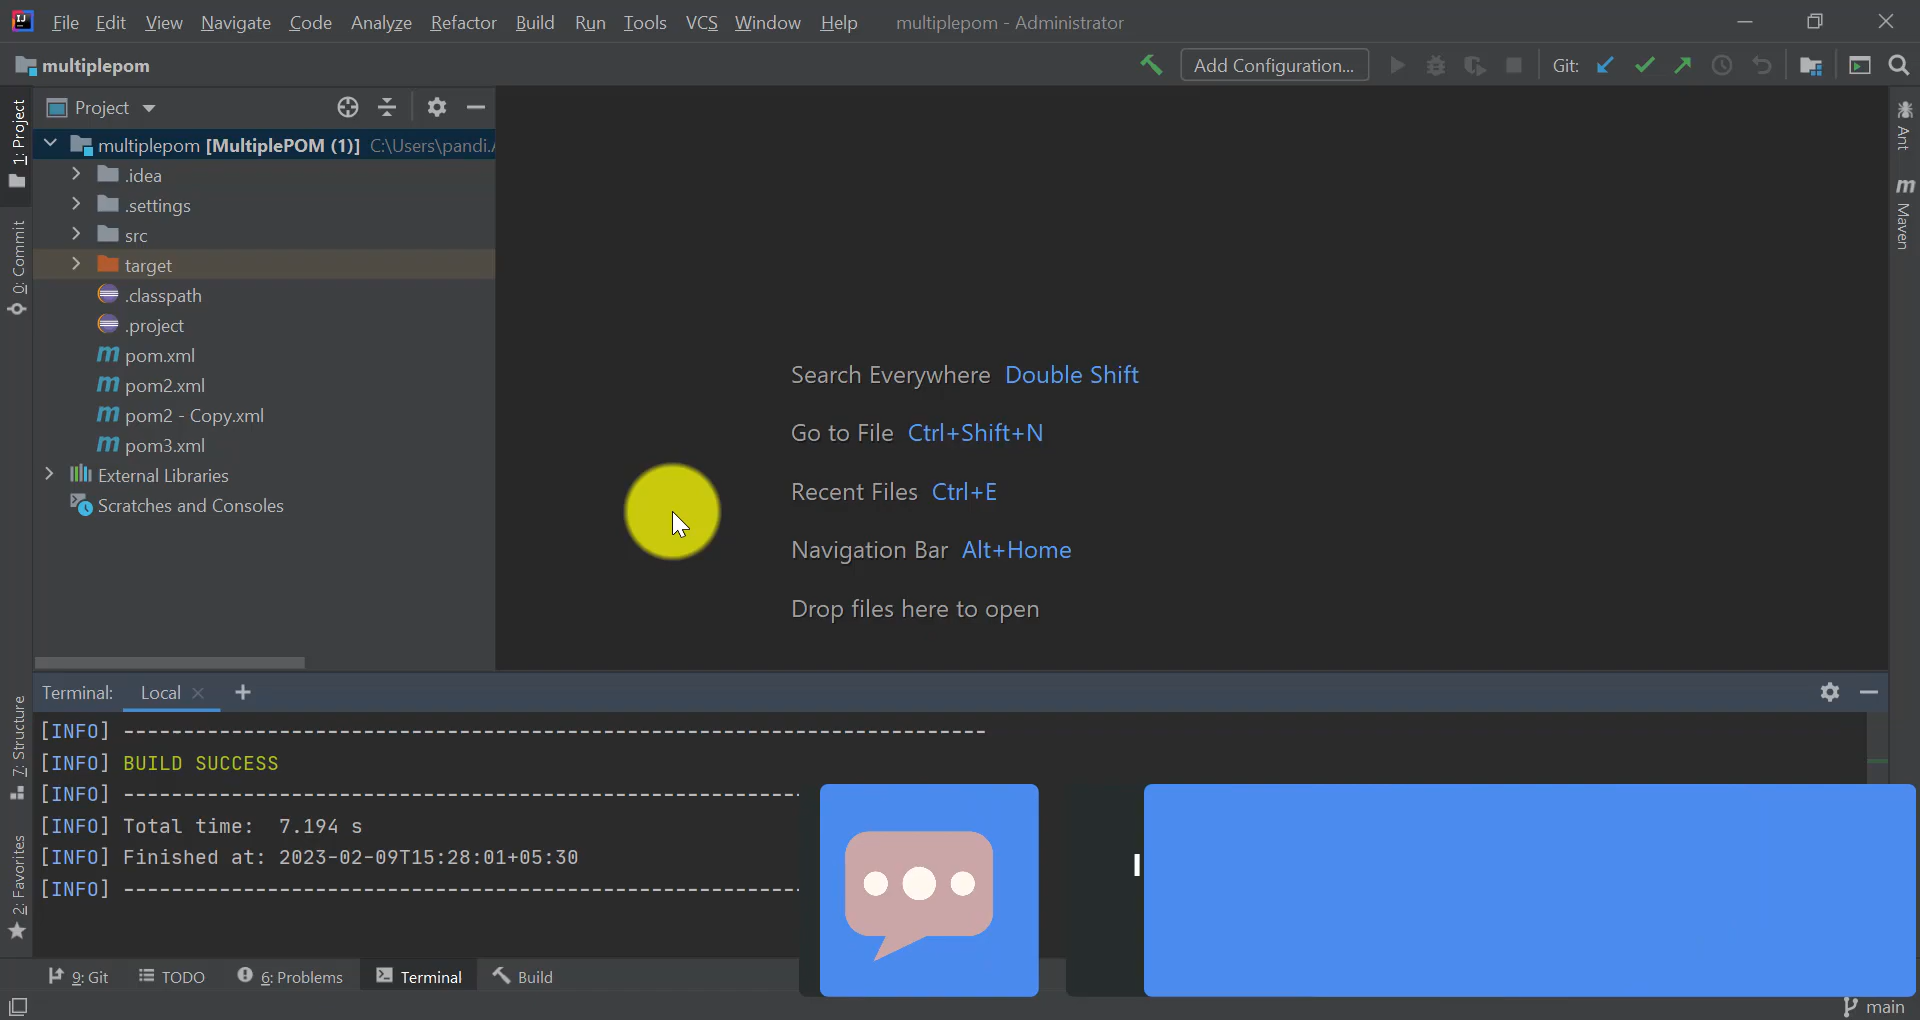 File Edit View Navigate Code Analyze Refactor Build Run Tools VCS Window Help multiplepom - Administrator
multiplepom Add Configuration... Git:
Project
multiplepom [MultiplePOM (1)] C:\Users\pandi.
.idea
.settings
src
target
.classpath
.project
pom.xml
pom2.xml
pom2 - Copy.xml
pom3.xml
External Libraries
Scratches and Consoles
1: Project
0: Commit
7: Structure
2: Favorites
Ant
Maven
Search Everywhere Double Shift
Go to File Ctrl+Shift+N
Recent Files Ctrl+E
Navigation Bar Alt+Home
Drop files here to open
Terminal: Local
[INFO] ------------------------------------------------------------------------
[INFO] BUILD SUCCESS
[INFO] ---------------------------------------------------------
[INFO] Total time: 7.194 s
[INFO] Finished at: 2023-02-09T15:28:01+05:30
[INFO] ---------------------------------------------------------
9: Git TODO 6: Problems Terminal Build
main